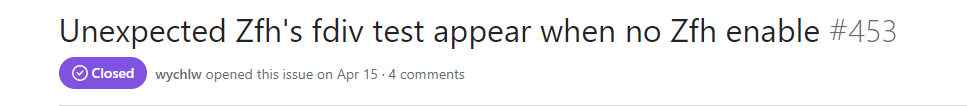 Unexpected Zfh's fdiv test appear when no Zfh enable #453
Closed wychlw opened this issue on Apr 15 · 4 comments